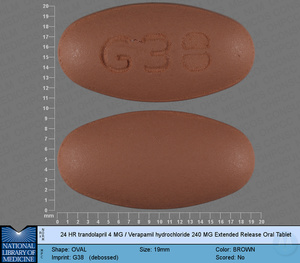 20
19
18
17
16
15
14
13
12
11
10
9
8
7
6
5
4
3
2
1
0
mm
0 1 2 3 4 5 6 7 8 9 10 11 12 13 14 15 16 17 18 19 20
G38
24 HR trandolapril 4 MG / Verapamil hydrochloride 240 MG Extended Release Oral Tablet
Shape: OVAL Size: 19mm Color: BROWN
Imprint: G38 (debossed) Scored: No
NATIONAL
LIBRARY OF
MEDICINE